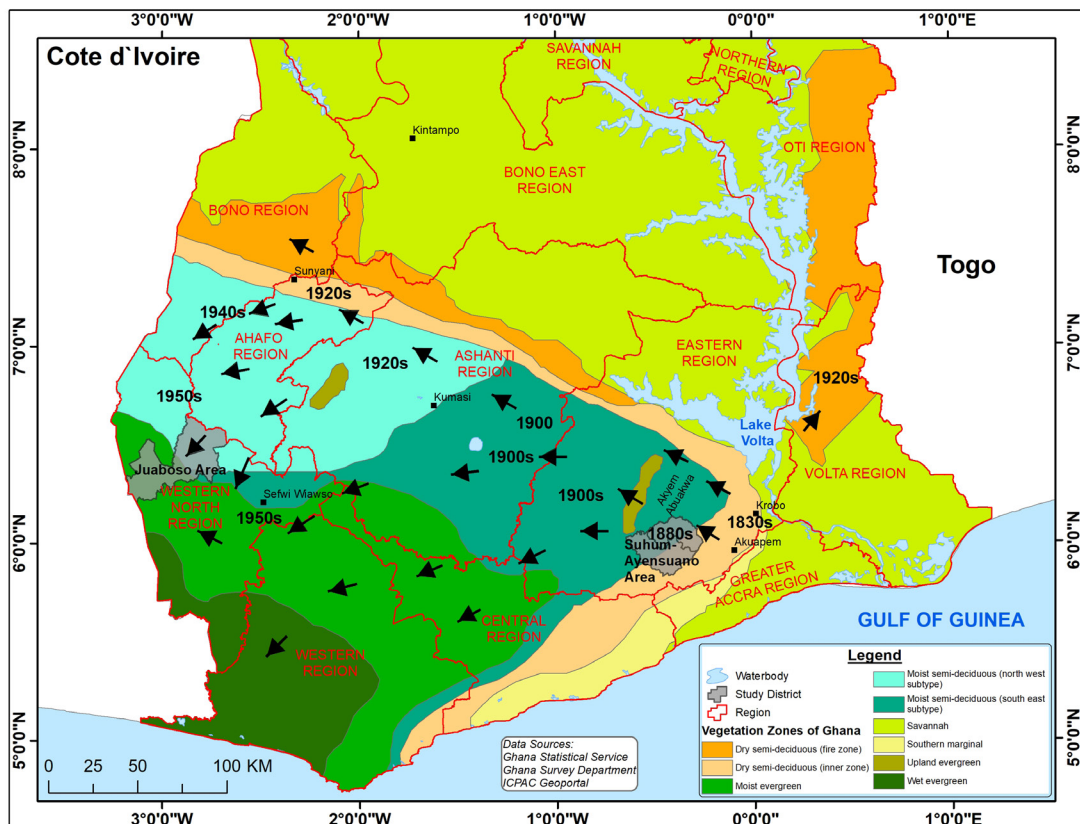 3°0'0"W 2°0'0"W 1°0'0"W 0°0'0" 1°0'0"E
Cote d`Ivoire
SAVANNAH
REGION
NORTHERN
REGION
8°0'0"N
Kintampo
8°0'0"N
OTI REGION
BONO EAST
REGION
BONO REGION
Togo
Sunyani
1920s
1940s
7°0'0"N
AHAFO
REGION
1920s
ASHANTI
REGION
EASTERN
REGION
7°0'0"N
1920s
1950s
Kumasi
1900
Lake
Volta
1900s
Juaboso Area
VOLTA REGION
WESTERN
NORTH
REGION
Sefwi Wiawso
1900s
Akyem
Abuakwa
Krobo
1950s
1880s
1830s
6°0'0"N
Suhum-
Ayensuano
Area
Akuapem
6°0'0"N
GREATER
ACCRA REGION
CENTRAL
REGION
GULF OF GUINEA
WESTERN
REGION
Legend
Waterbody
Study District
Region
Vegetation Zones of Ghana
Dry semi-deciduous (fire zone)
Dry semi-deciduous (inner zone)
Moist evergreen
Moist semi-deciduous (north west
subtype)
Moist semi-deciduous (south east
subtype)
Savannah
Southern marginal
Upland evergreen
Wet evergreen
5°0'0"N
5°0'0"N
Data Sources:
Ghana Statistical Service
Ghana Survey Department
ICPAC Geoportal
0 25 50 100 KM
3°0'0"W 2°0'0"W 1°0'0"W 0°0'0" 1°0'0"E